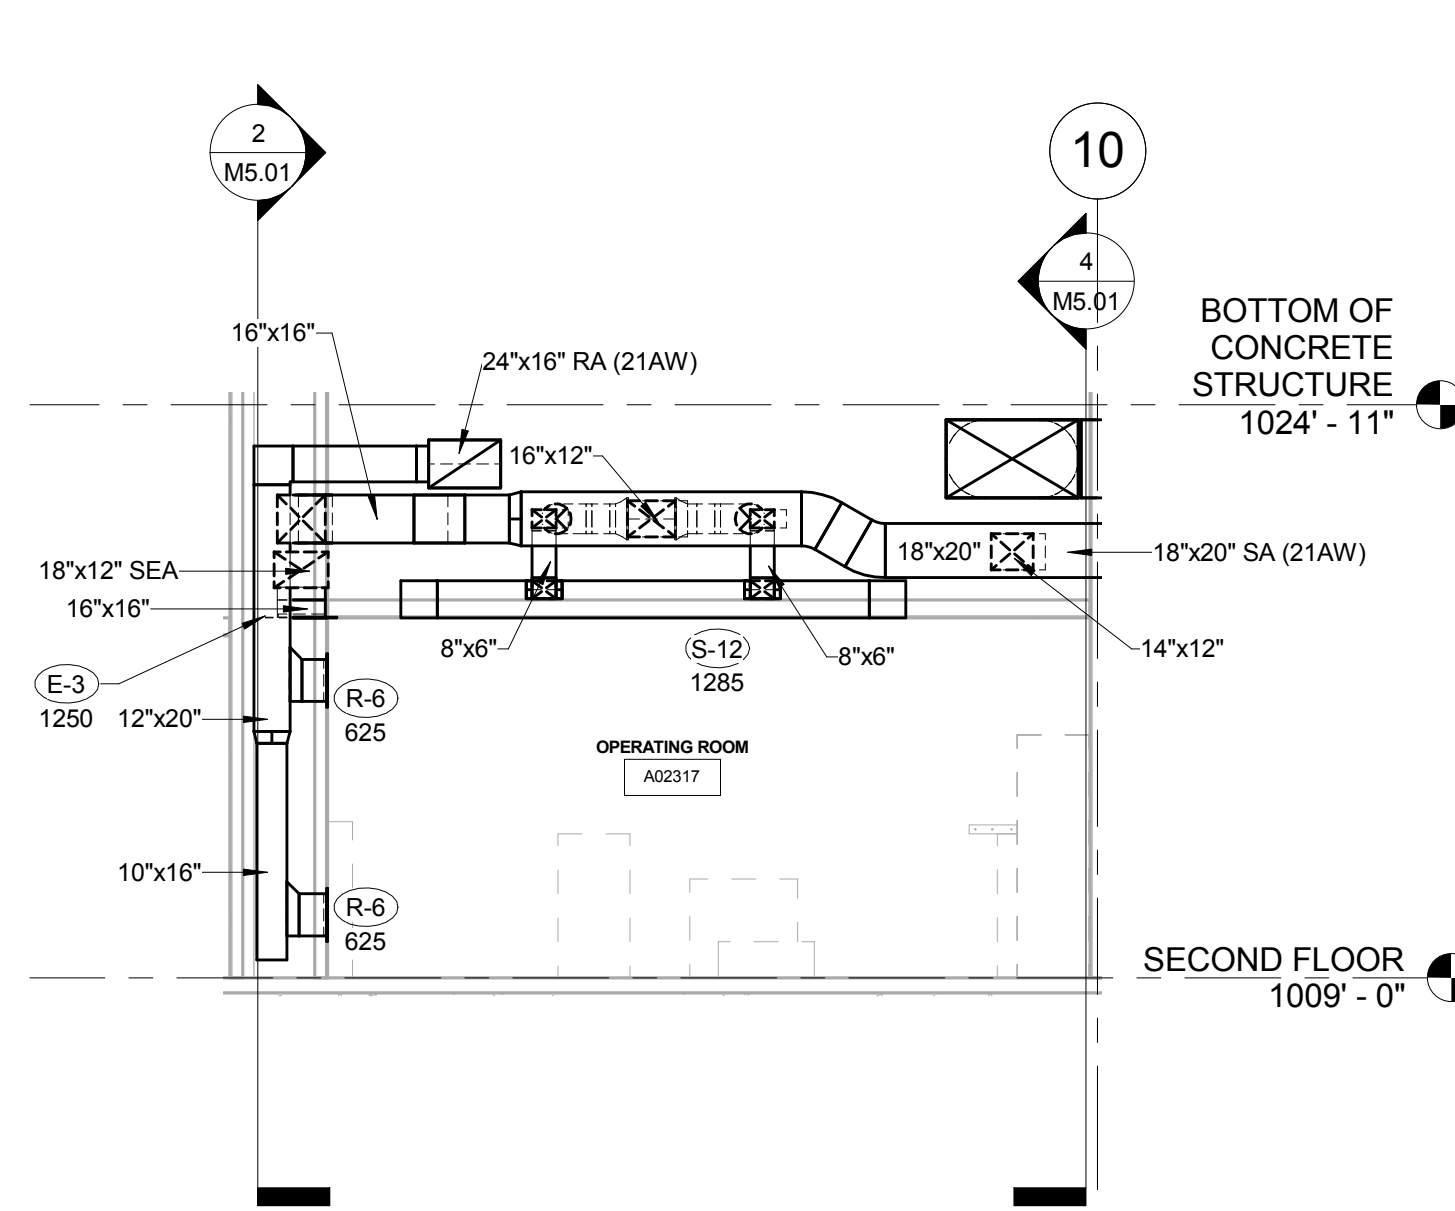 2
M5.01
10
4
M5.01
BOTTOM OF
CONCRETE
STRUCTURE
1024' - 11"
16"x16"
24"x16" RA (21AW)
16"x12"
18"x20"
18"x20" SA (21AW)
18"x12" SEA
16"x16"
8"x6"
S-12
1285
8"x6"
14"x12"
E-3
1250
12"x20"
R-6
625
OPERATING ROOM
A02317
10"x16"
R-6
625
SECOND FLOOR
1009' - 0"